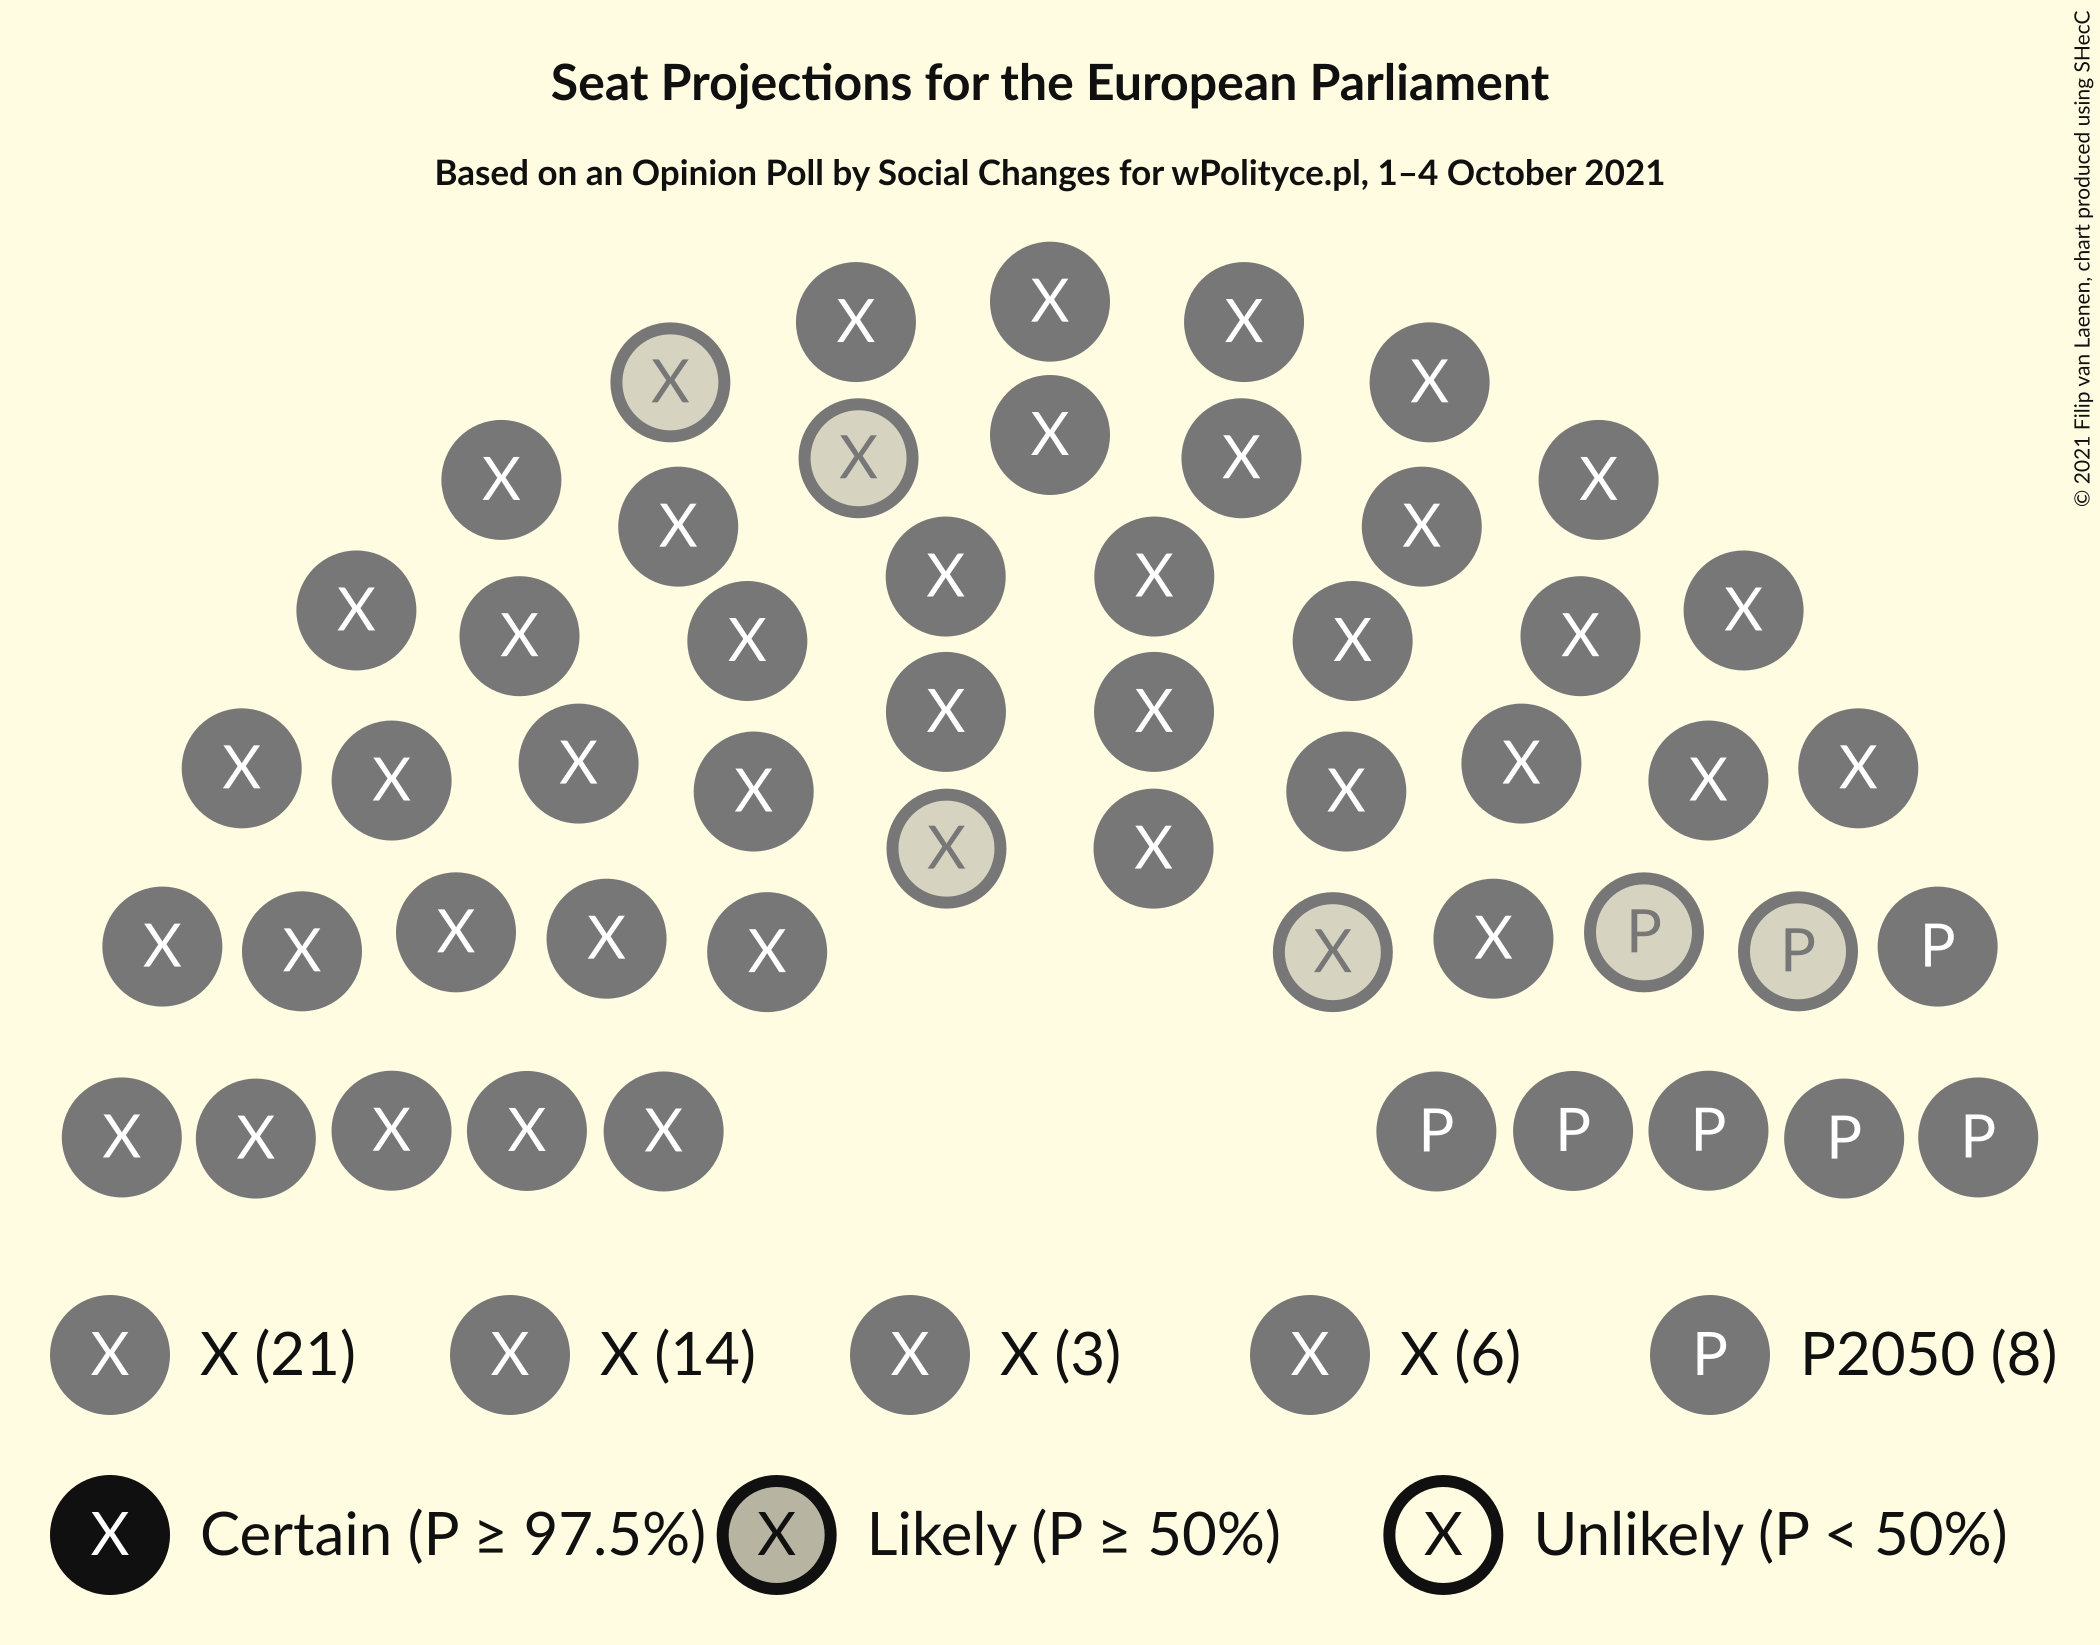 © 2021 Filip van Laenen, chart produced using SHecC
Seat Projections for the European Parliament
Based on an Opinion Poll by Social Changes for wPolityce.pl, 1–4 October 2021
X X X
X X
X X X
X X
X X
X X
X X
X X X X
X X
X X X X X X X X
X X
X X X X X X X P P P
X X X X X P P P P P
X X (21) X X (14) X X (3) X X (6) P P2050 (8)
X Certain (P ≥ 97.5%) X Likely (P ≥ 50%) X Unlikely (P < 50%)